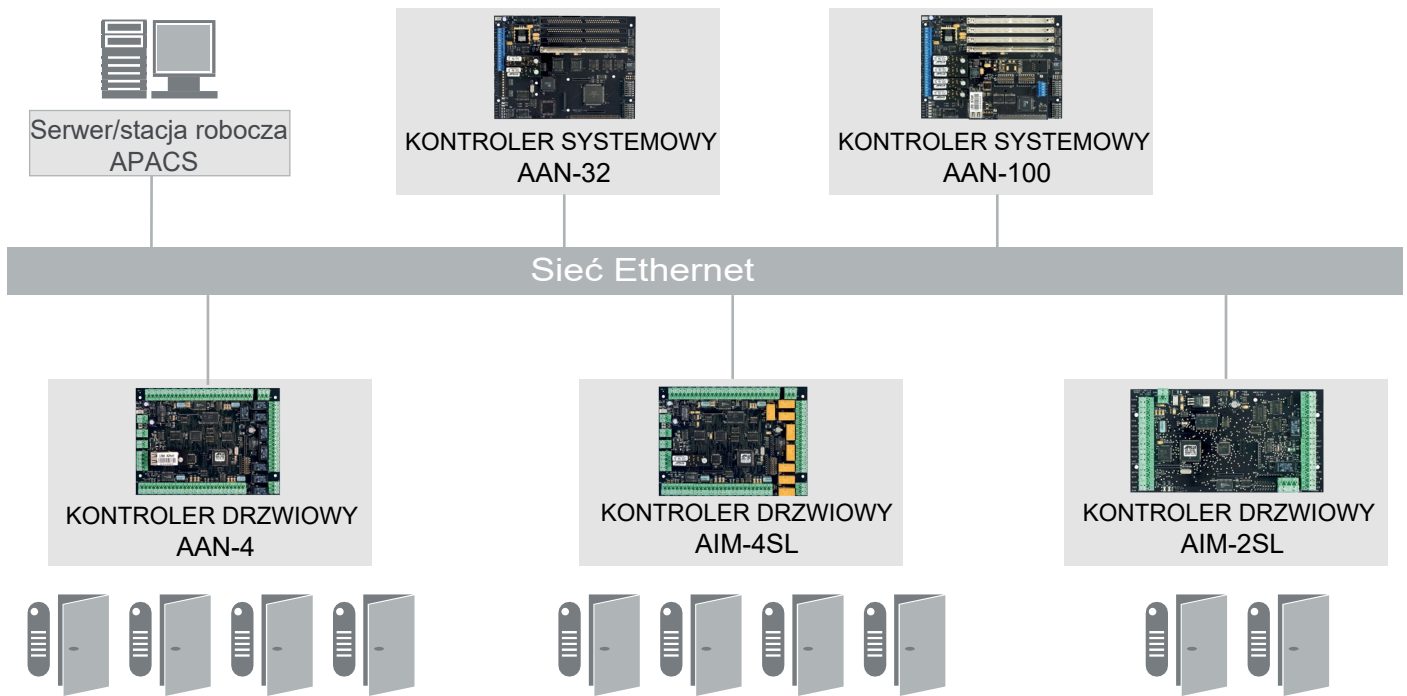 Serwer/stacja robocza
APACS
KONTROLER SYSTEMOWY
AAN-32
KONTROLER SYSTEMOWY
AAN-100
Sieć Ethernet
KONTROLER DRZWIOWY
AAN-4
KONTROLER DRZWIOWY
AIM-4SL
KONTROLER DRZWIOWY
AIM-2SL